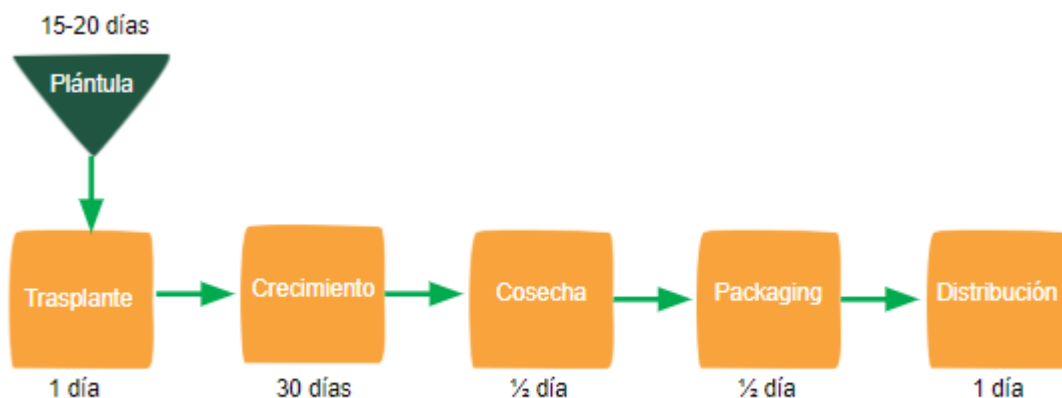 15-20 días
Plántula
Trasplante
Crecimiento
Cosecha
Packaging
Distribución
1 día
30 días
½ día
½ día
1 día